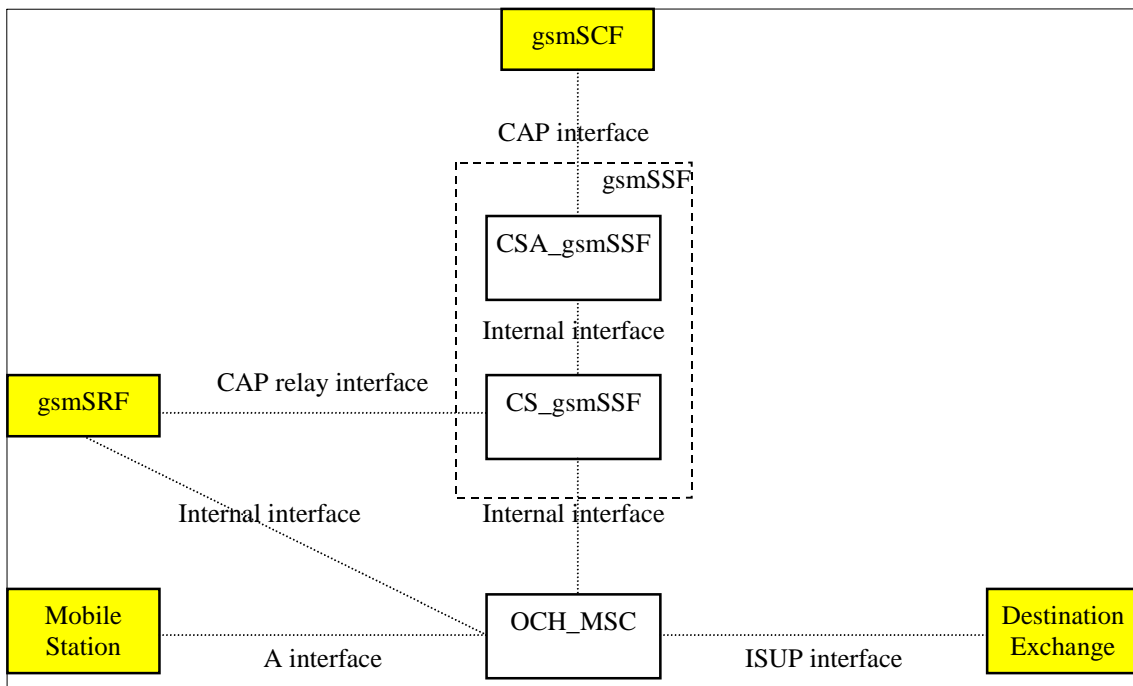 gsmSCF
CAP interface
gsmSSF
CSA_gsmSSF
Internal interface
CAP relay interface
gsmSRF
CS_gsmSSF
Internal interface
Internal interface
Mobile
Station
OCH_MSC
Destination
Exchange
A interface
ISUP interface